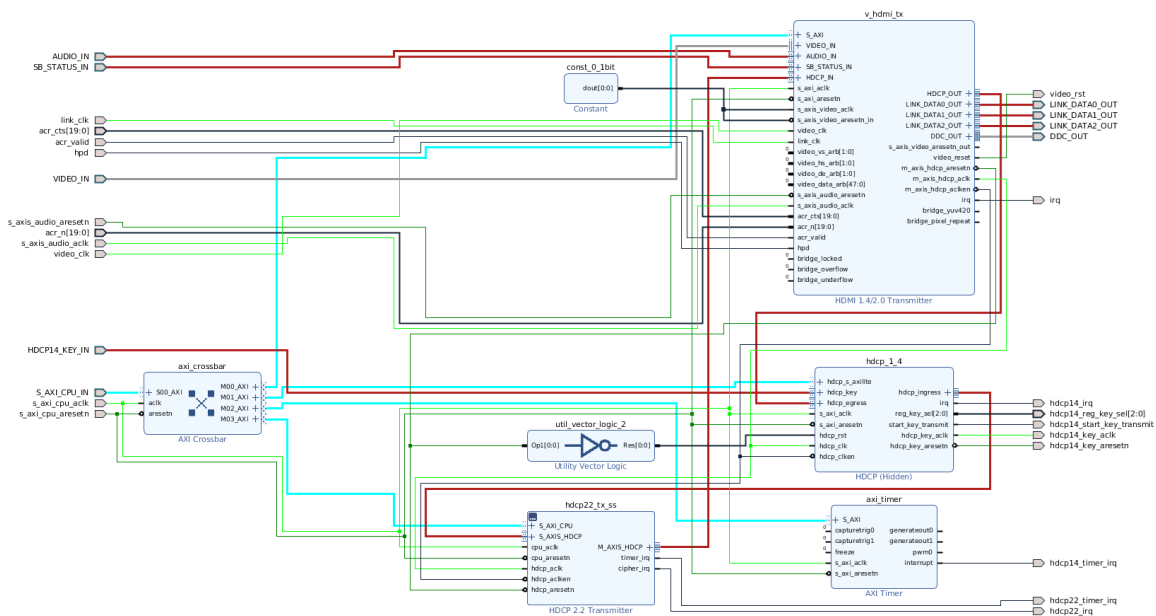 v_hdmi_tx
S_AXI
VIDEO_IN
AUDIO_IN
SB_STATUS_IN
HDCP_IN
s_axi_aclk
s_axi_aresetn
s_axis_video_aclk
s_axis_video_aresetn_in
video_clk
link_clk
video_vs_arb[1:0]
video_hs_arb[1:0]
video_de_arb[1:0]
video_data_arb[47:0]
s_axis_audio_aresetn
s_axis_audio_aclk
acr_cts[19:0]
acr_n[19:0]
acr_valid
hpd
bridge_locked
bridge_overflow
bridge_underflow
HDCP_OUT
LINK_DATA0_OUT
LINK_DATA1_OUT
LINK_DATA2_OUT
DDC_OUT
s_axis_video_aresetn_out
video_reset
m_axis_hdcp_aresetn
m_axis_hdcp_aclk
m_axis_hdcp_aclken
irq
bridge_yuv420
bridge_pixel_repeat
HDMI 1.4/2.0 Transmitter
AUDIO_IN
SB_STATUS_IN
const_0_1bit
dout[0:0]
Constant
link_clk
acr_cts[19:0]
acr_valid
hpd
VIDEO_IN
s_axis_audio_aresetn
acr_n[19:0]
s_axis_audio_aclk
video_clk
HDCP14_KEY_IN
S_AXI_CPU_IN
s_axi_cpu_aclk
s_axi_cpu_aresetn
video_rst
LINK_DATA0_OUT
LINK_DATA1_OUT
LINK_DATA2_OUT
DDC_OUT
irq
axi_crossbar
S00_AXI
aclk
aresetn
M00_AXI
M01_AXI
M02_AXI
M03_AXI
AXI Crossbar
util_vector_logic_2
Op1[0:0]
Res[0:0]
Utility Vector Logic
hdcp_1_4
hdcp_s_axilite
hdcp_key
hdcp_egress
s_axi_aclk
s_axi_aresetn
hdcp_rst
hdcp_clk
hdcp_clken
hdcp_ingress
irq
reg_key_sel[2:0]
start_key_transmit
hdcp_key_aclk
hdcp_key_aresetn
HDCP (Hidden)
hdcp14_irq
hdcp14_reg_key_sel[2:0]
hdcp14_start_key_transmit
hdcp14_key_aclk
hdcp14_key_aresetn
hdcp22_tx_ss
S_AXI_CPU
S_AXIS_HDCP
cpu_aclk
cpu_aresetn
hdcp_aclk
hdcp_aclken
hdcp_aresetn
M_AXIS_HDCP
timer_irq
cipher_irq
HDCP 2.2 Transmitter
axi_timer
S_AXI
capturetrig0
capturetrig1
freeze
s_axi_aclk
s_axi_aresetn
generateout0
generateout1
pwm0
interrupt
AXI Timer
hdcp14_timer_irq
hdcp22_timer_irq
hdcp22_irq